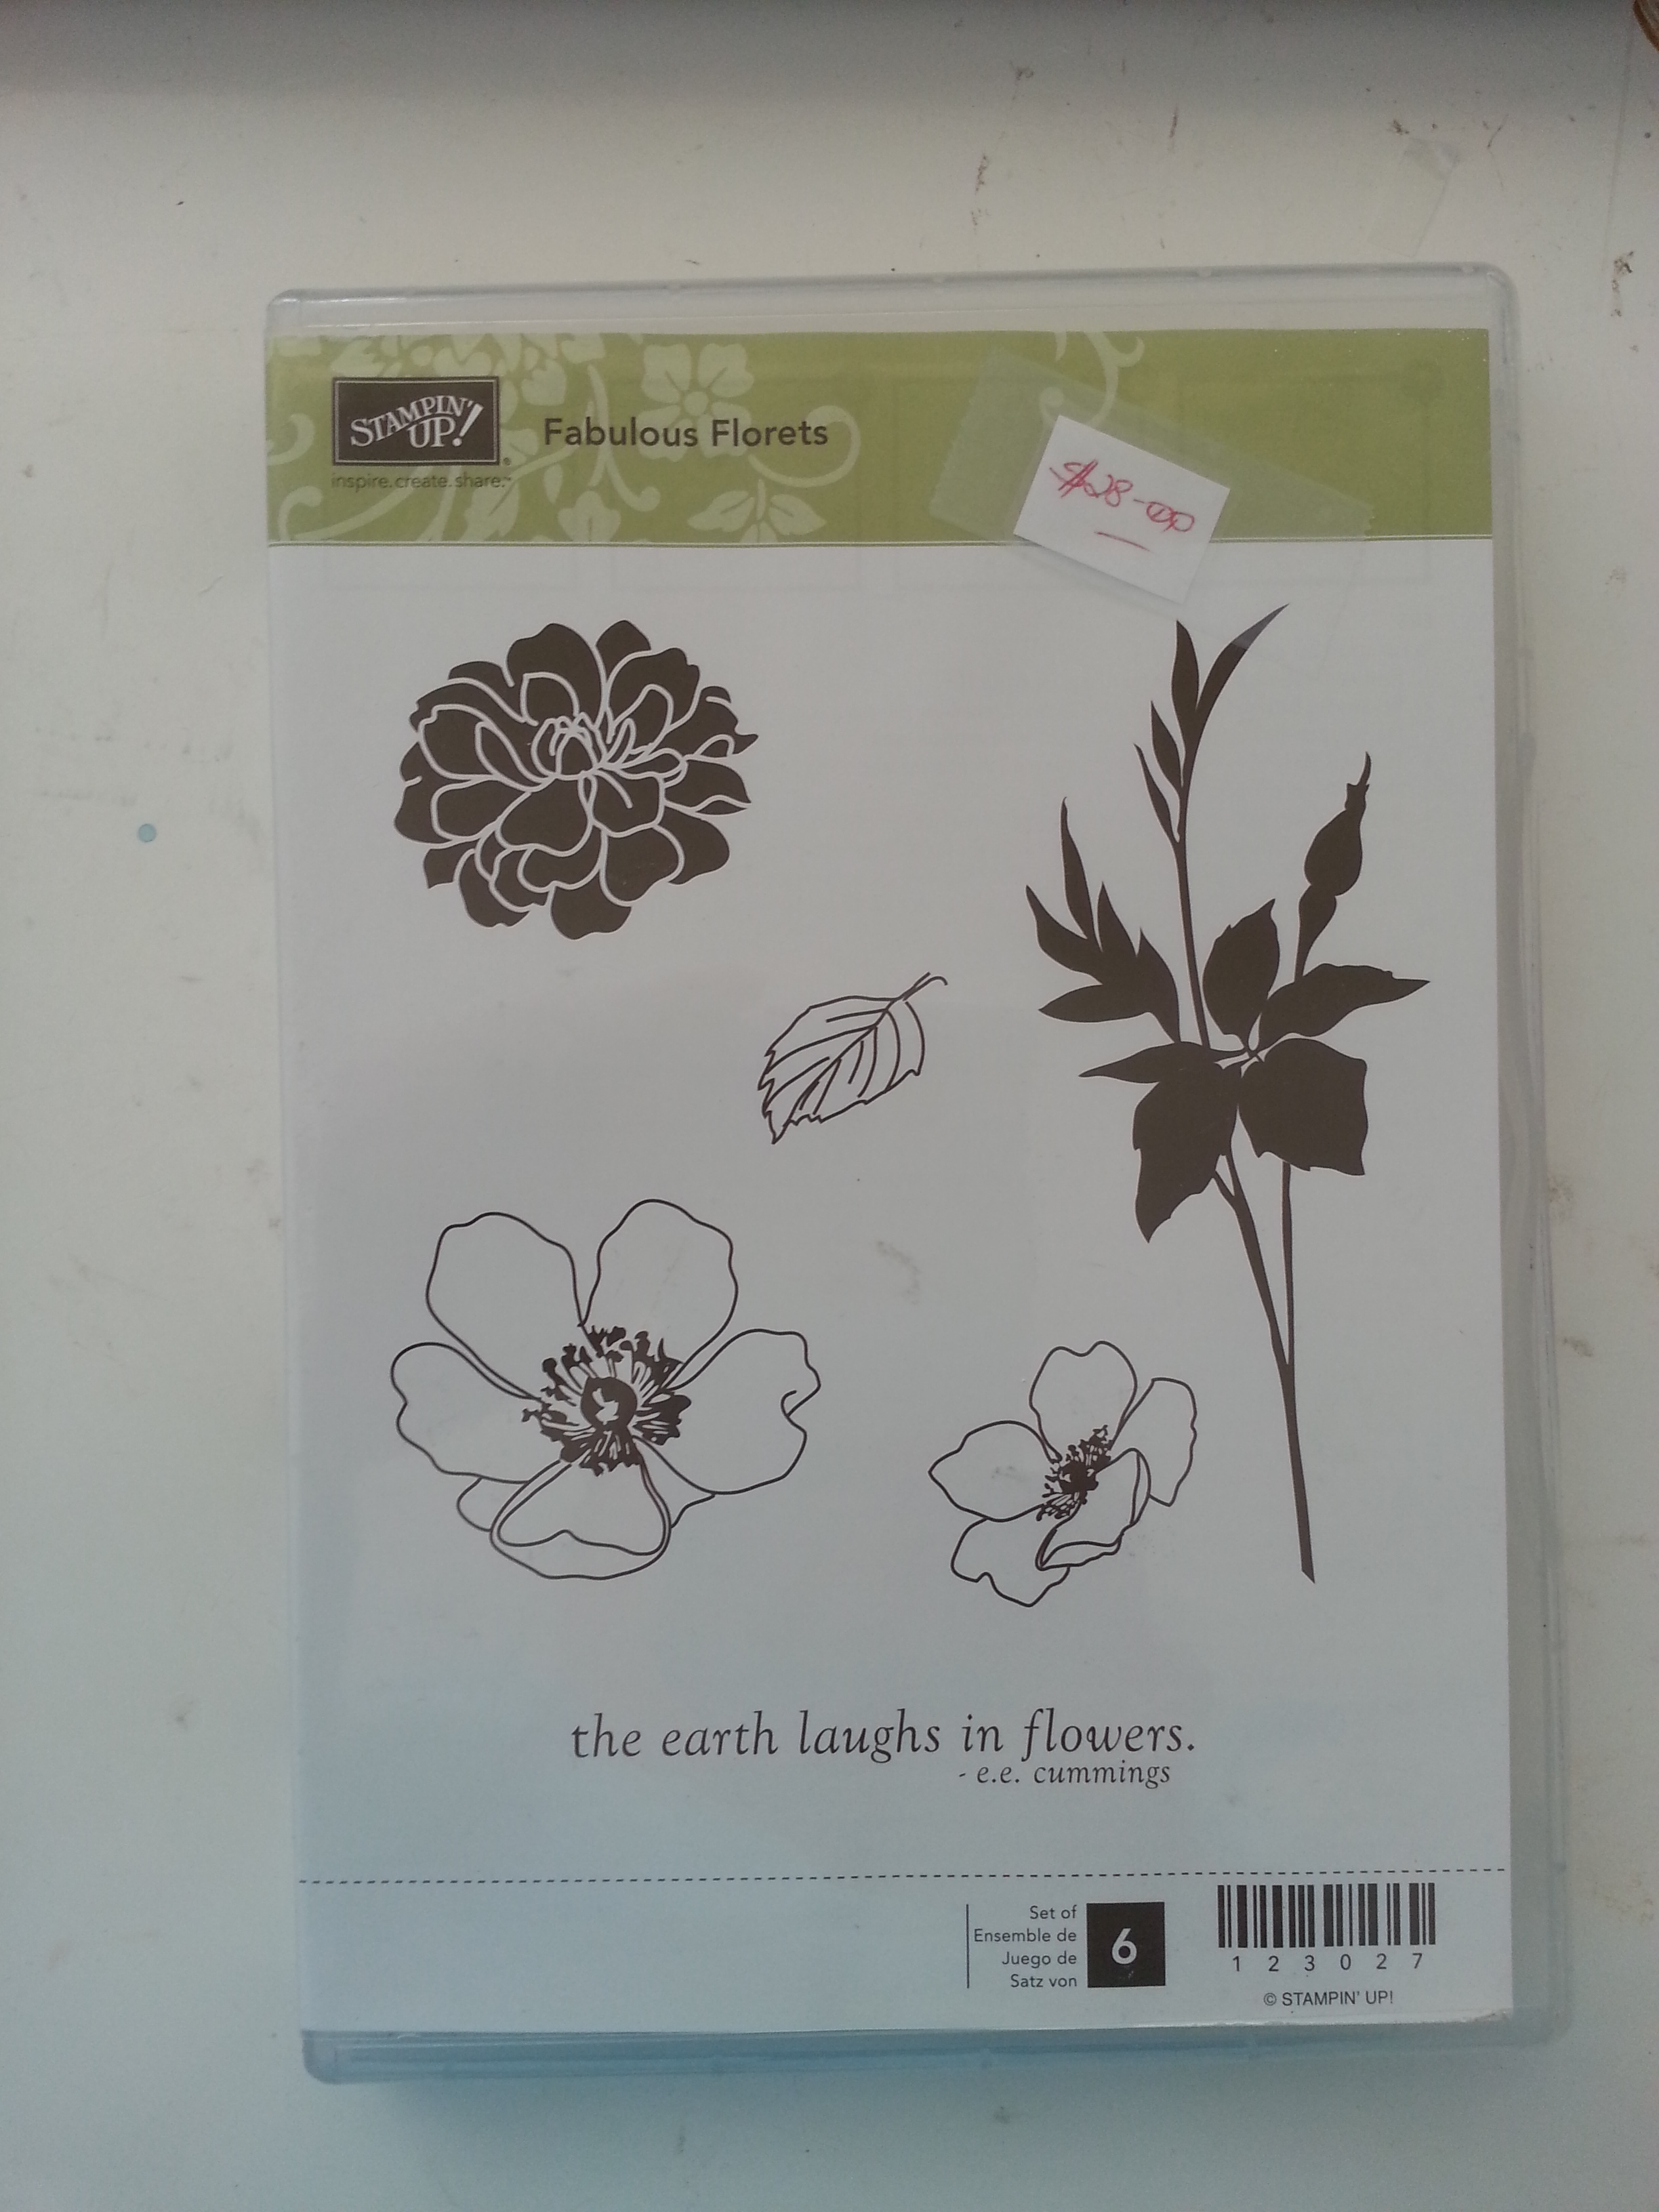 STAMPIN' UP!®
inspire.create.share.™
Fabulous Florets
$28-00
the earth laughs in flowers.
- e.e. cummings
Set of
Ensemble de
Juego de
Satz von
6
123027
© STAMPIN' UP!